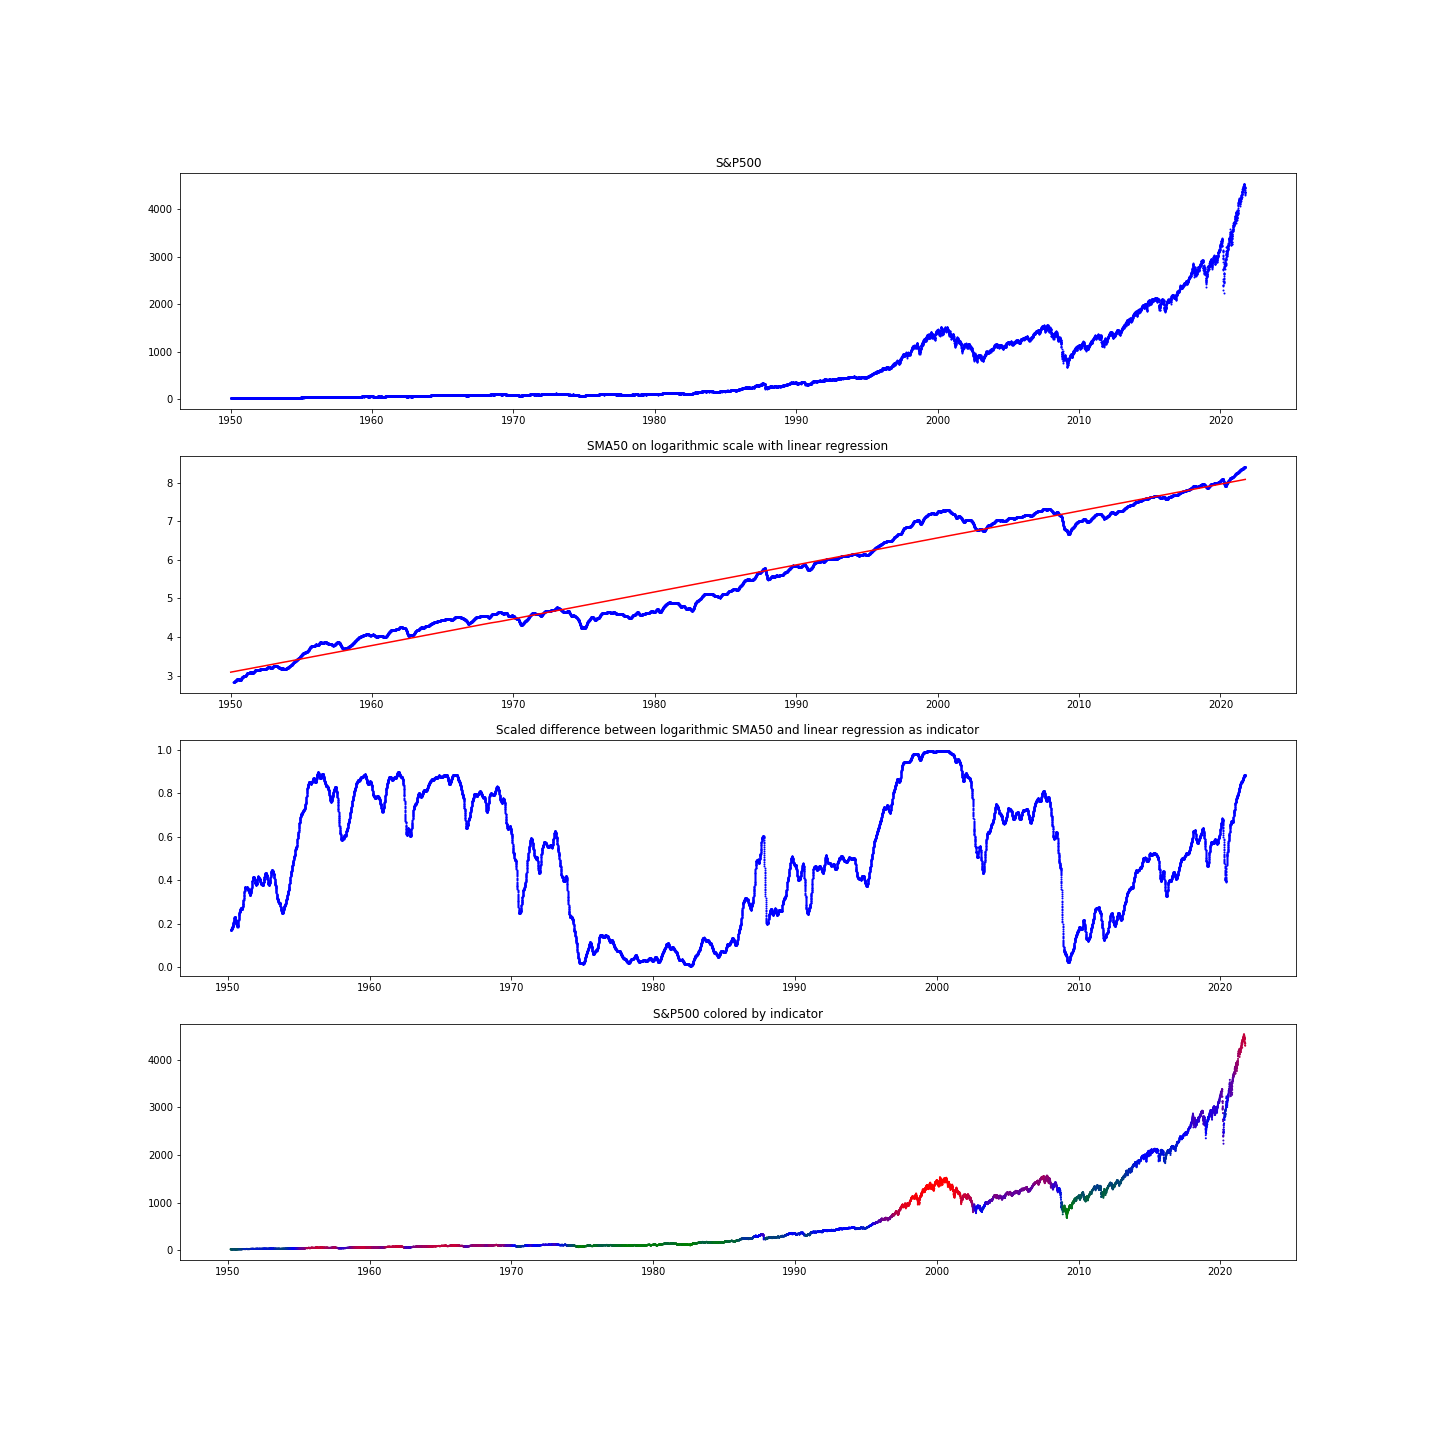 S&P500
4000
3000
2000
1000
0
1950 1960 1970 1980 1990 2000 2010 2020
SMA50 on logarithmic scale with linear regression
8
7
6
5
4
3
1950 1960 1970 1980 1990 2000 2010 2020
Scaled difference between logarithmic SMA50 and linear regression as indicator
1.0
0.8
0.6
0.4
0.2
0.0
1950 1960 1970 1980 1990 2000 2010 2020
S&P500 colored by indicator
4000
3000
2000
1000
0
1950 1960 1970 1980 1990 2000 2010 2020